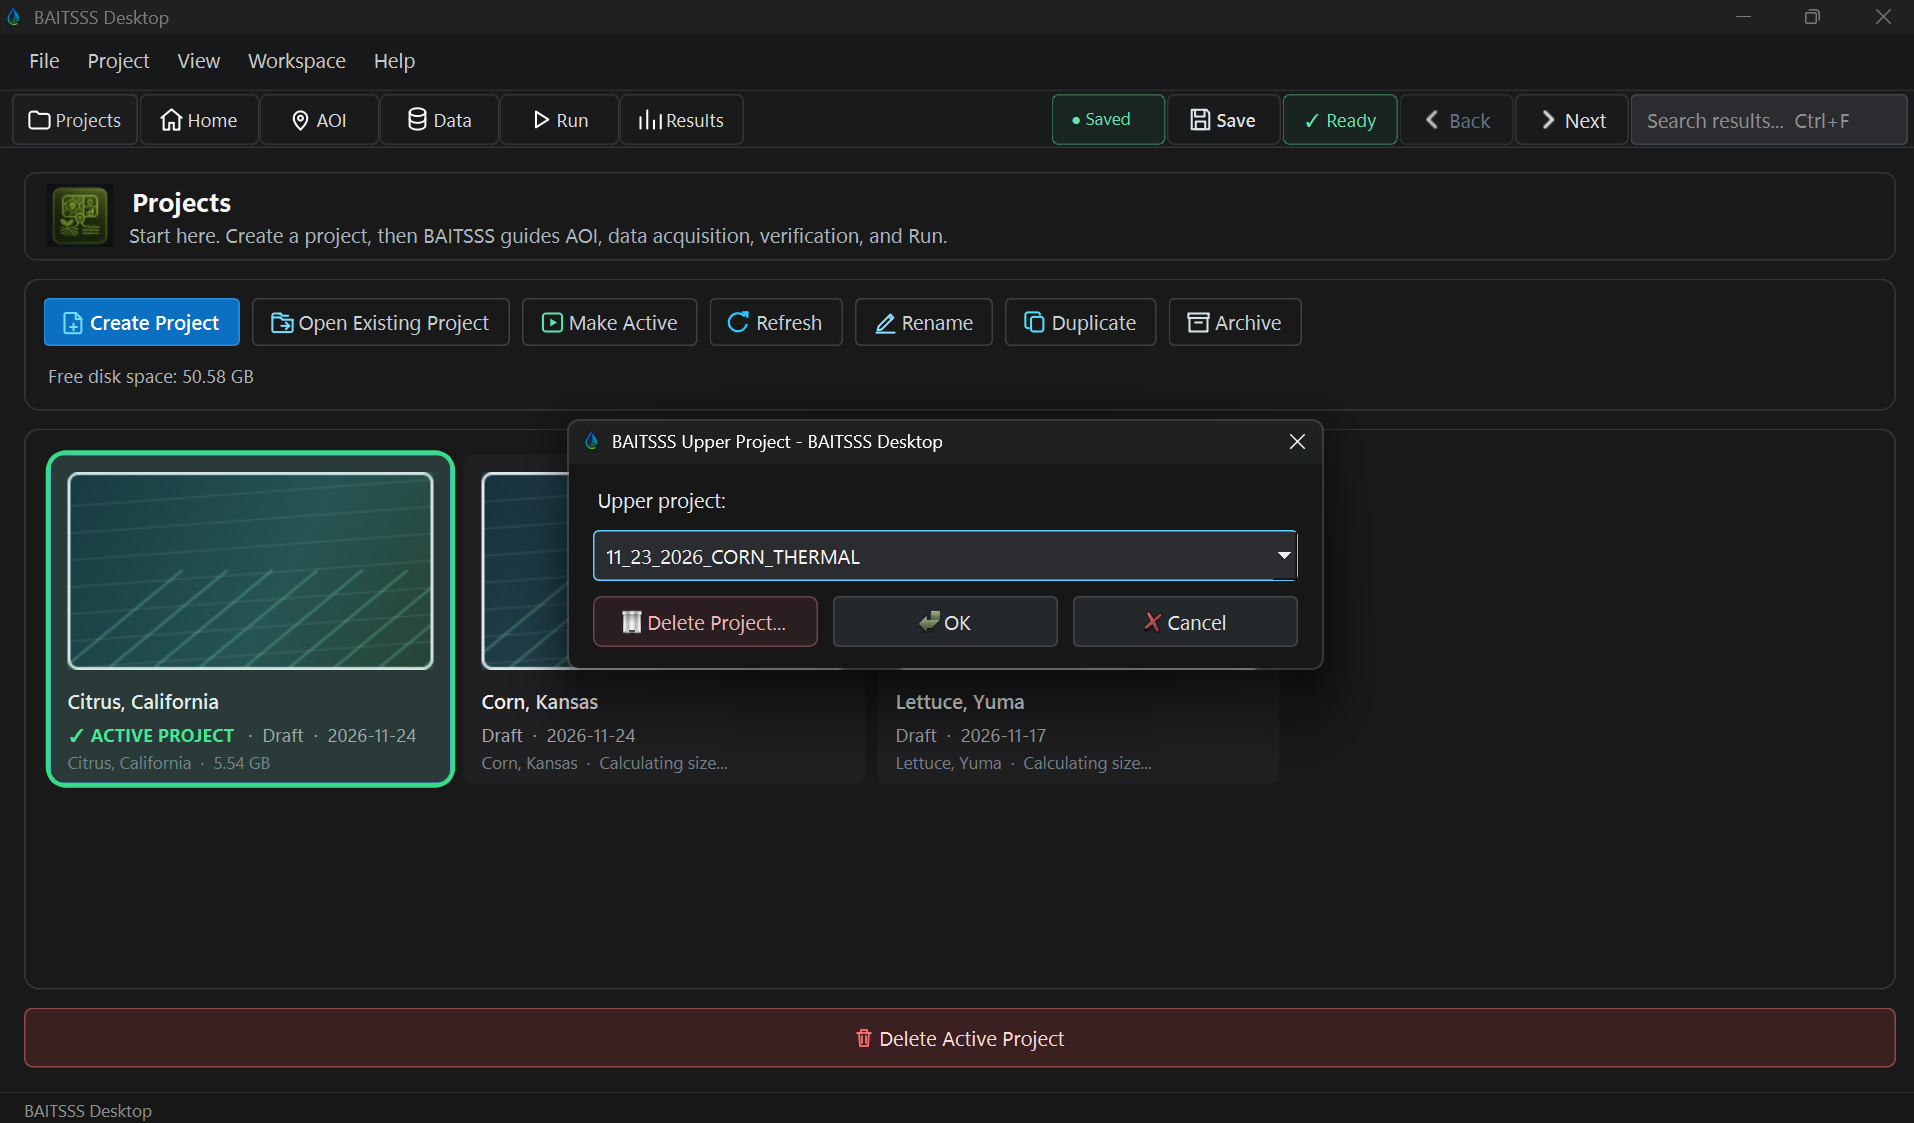 BAITSSS Desktop
File Project View Workspace Help
Projects Home AOI Data Run Results • Saved Save ✓ Ready Back Next Search results... Ctrl+F
Projects
Start here. Create a project, then BAITSSS guides AOI, data acquisition, verification, and Run.
Create Project Open Existing Project Make Active Refresh Rename Duplicate Archive
Free disk space: 50.58 GB
BAITSSS Upper Project - BAITSSS Desktop
Upper project:
11_23_2026_CORN_THERMAL
Delete Project... OK Cancel
Citrus, California
✓ ACTIVE PROJECT · Draft · 2026-11-24
Citrus, California · 5.54 GB
Corn, Kansas
Draft · 2026-11-24
Corn, Kansas · Calculating size...
Lettuce, Yuma
Draft · 2026-11-17
Lettuce, Yuma · Calculating size...
Delete Active Project
BAITSSS Desktop